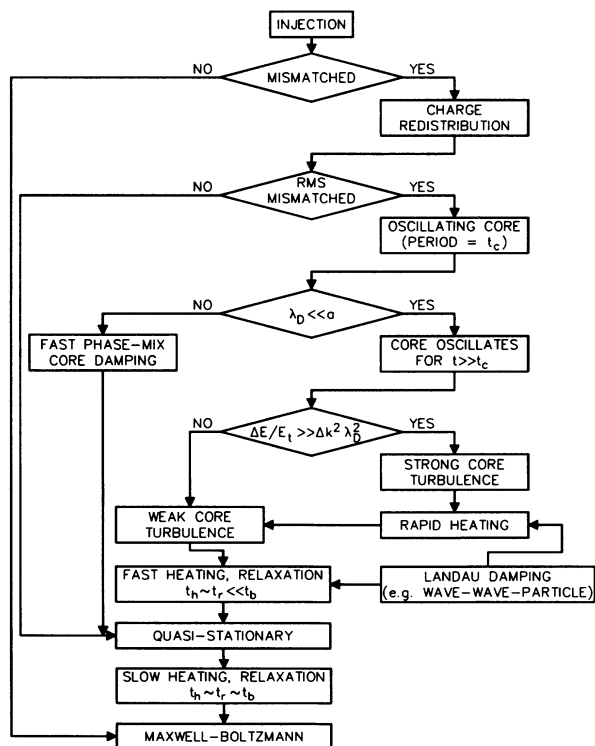 INJECTION
NO
MISMATCHED
YES
CHARGE
REDISTRIBUTION
NO
RMS
MISMATCHED
YES
OSCILLATING CORE
(PERIOD = t_c)
NO
λ_D<<a
YES
FAST PHASE-MIX
CORE DAMPING
CORE OSCILLATES
FOR t>>t_c
NO
ΔE/E_t>>Δk² λ_D²
YES
STRONG CORE
TURBULENCE
WEAK CORE
TURBULENCE
RAPID HEATING
FAST HEATING, RELAXATION
t_h~t_r<<t_b
LANDAU DAMPING
(e.g. WAVE-WAVE-PARTICLE)
QUASI-STATIONARY
SLOW HEATING, RELAXATION
t_h~t_r~t_b
MAXWELL-BOLTZMANN